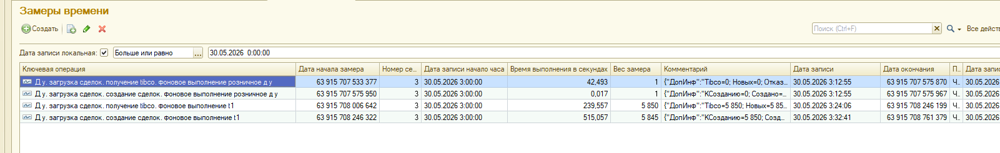 Замеры времени
Создать Поиск (Ctrl+F) Все дейст
Дата записи локальная: Больше или равно ... 30.05.2026 0:00:00
Ключевая операция Дата начала замера Номер се... Дата записи начало часа Время выполнения в секундах Вес замера Комментарий Дата записи Дата окончания П... Дата запис
Д у. загрузка сделок. получение tibco. фоновое выполнение розничное д у 63 915 707 533 377 3 30.05.2026 3:00:00 42,493 1 {"ДопИнф":"Tibco=0; Новых=0; Отказ... 30.05.2026 3:12:55 63 915 707 575 870 Ч... 30.05.2026
Д у. загрузка сделок. создание сделок. фоновое выполнение розничное д у 63 915 707 575 950 3 30.05.2026 3:00:00 0,017 1 {"ДопИнф":"КСозданию=0; Создано=... 30.05.2026 3:12:55 63 915 707 575 967 Ч... 30.05.2026
Д у. загрузка сделок. получение tibco. фоновое выполнение t1 63 915 708 006 642 3 30.05.2026 3:00:00 239,557 5 850 {"ДопИнф":"Tibco=5 850; Новых=5 85... 30.05.2026 3:24:06 63 915 708 246 199 Ч... 30.05.2026
Д у. загрузка сделок. создание сделок. фоновое выполнение t1 63 915 708 246 322 3 30.05.2026 3:00:00 515,057 5 845 {"ДопИнф":"КСозданию=5 850; Созд... 30.05.2026 3:32:41 63 915 708 761 379 Ч... 30.05.2026